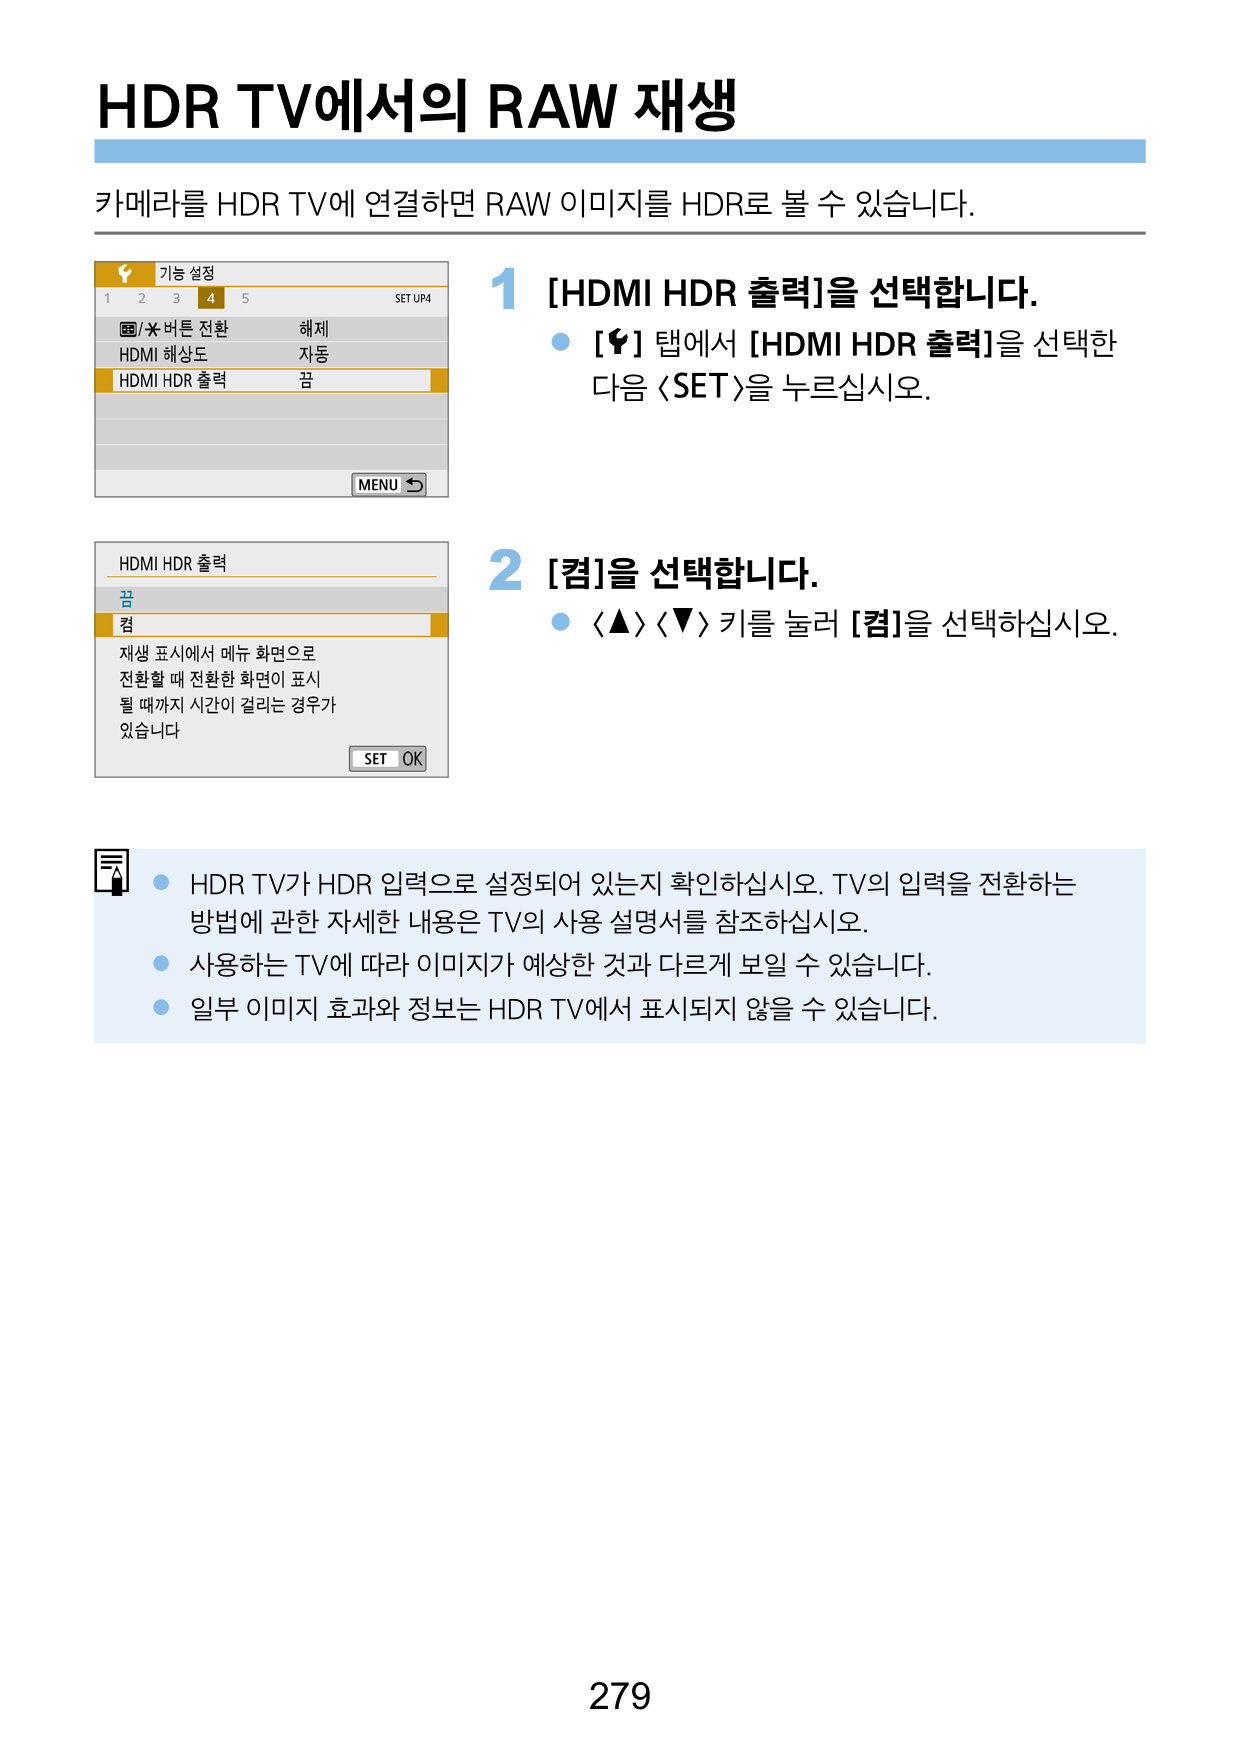 HDR TV에서의 RAW 재생
카메라를 HDR TV에 연결하면 RAW 이미지를 HDR로 볼 수 있습니다.
기능 설정
1 2 3 4 5 SET UP4
/ 버튼 전환 해제
HDMI 해상도 자동
HDMI HDR 출력 끔
MENU
1 [HDMI HDR 출력]을 선택합니다.
[ ] 탭에서 [HDMI HDR 출력]을 선택한
다음 〈SET〉을 누르십시오.
HDMI HDR 출력
끔
켬
재생 표시에서 메뉴 화면으로
전환할 때 전환한 화면이 표시
될 때까지 시간이 걸리는 경우가
있습니다
SET OK
2 [켬]을 선택합니다.
〈▲〉〈▼〉 키를 눌러 [켬]을 선택하십시오.
HDR TV가 HDR 입력으로 설정되어 있는지 확인하십시오. TV의 입력을 전환하는
방법에 관한 자세한 내용은 TV의 사용 설명서를 참조하십시오.
사용하는 TV에 따라 이미지가 예상한 것과 다르게 보일 수 있습니다.
일부 이미지 효과와 정보는 HDR TV에서 표시되지 않을 수 있습니다.
279